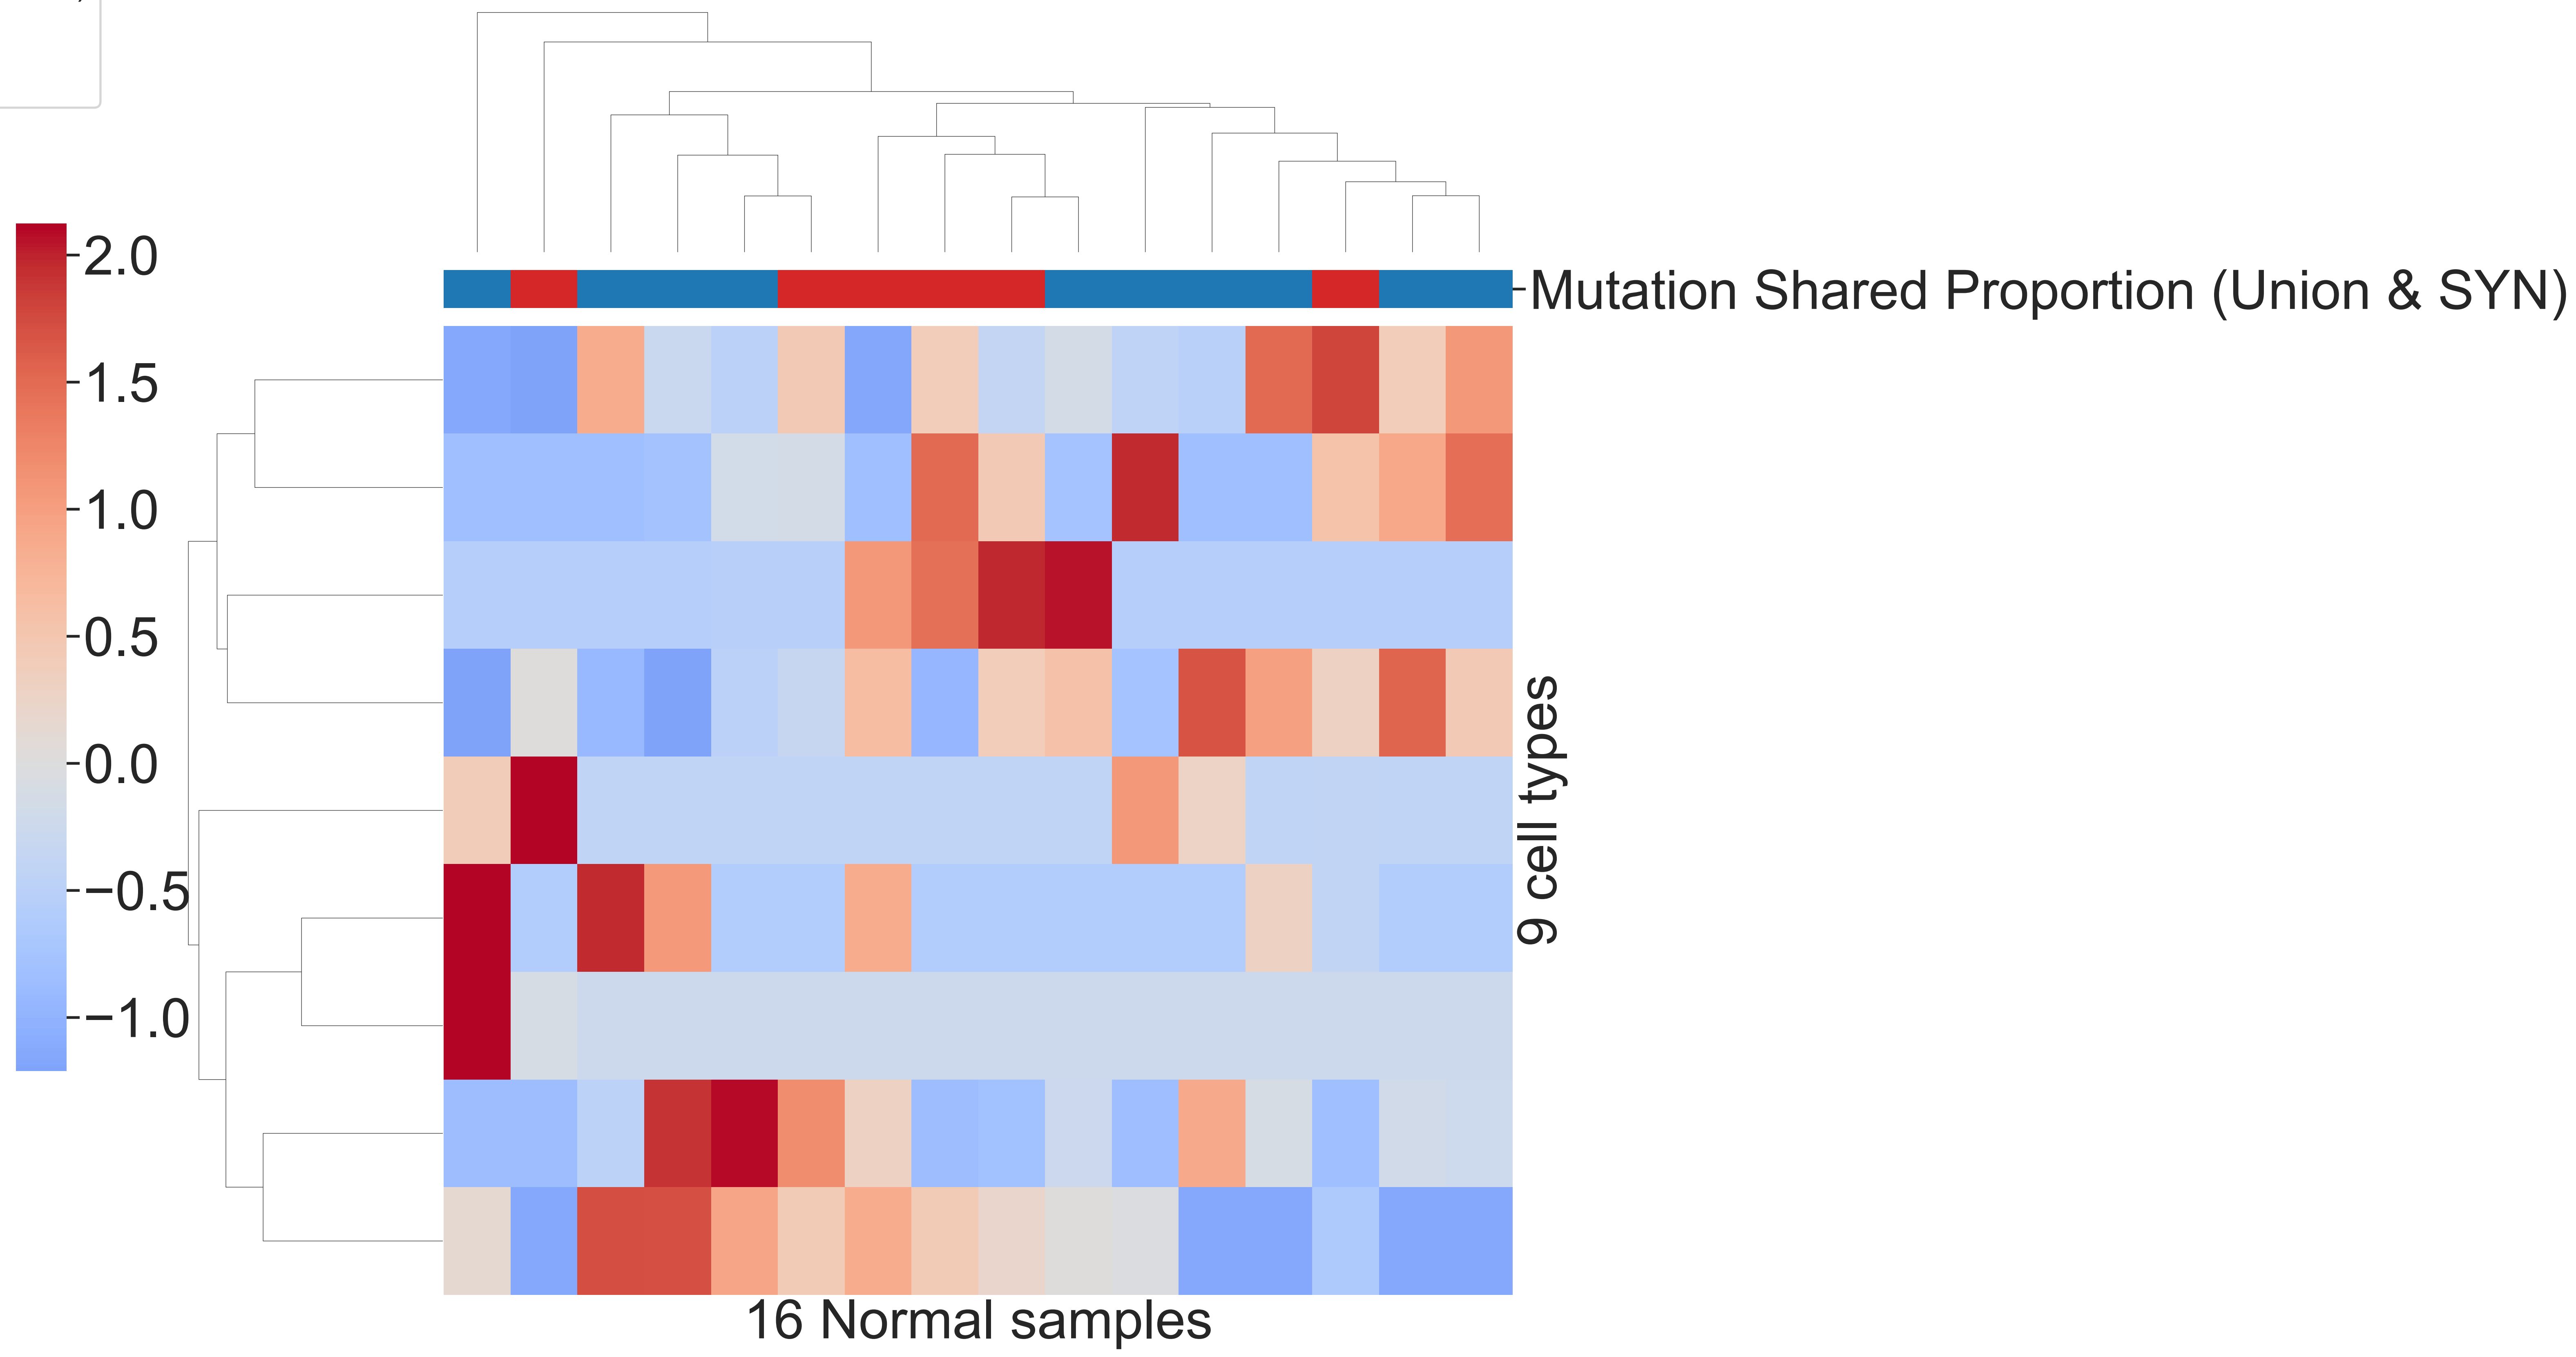 2.0
1.5
1.0
0.5
0.0
−0.5
−1.0
Mutation Shared Proportion (Union & SYN)
9 cell types
16 Normal samples